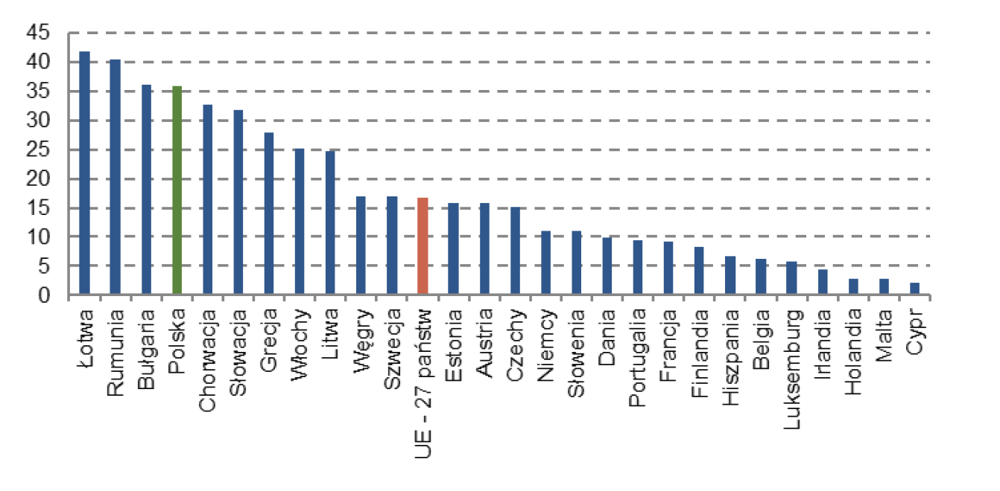 45
40
35
30
25
20
15
10
5
0
Łotwa
Rumunia
Bułgaria
Polska
Chorwacja
Słowacja
Grecja
Włochy
Litwa
Węgry
Szwecja
UE - 27 państw
Estonia
Austria
Czechy
Niemcy
Słowenia
Dania
Portugalia
Francja
Finlandia
Hiszpania
Belgia
Luksemburg
Irlandia
Holandia
Malta
Cypr